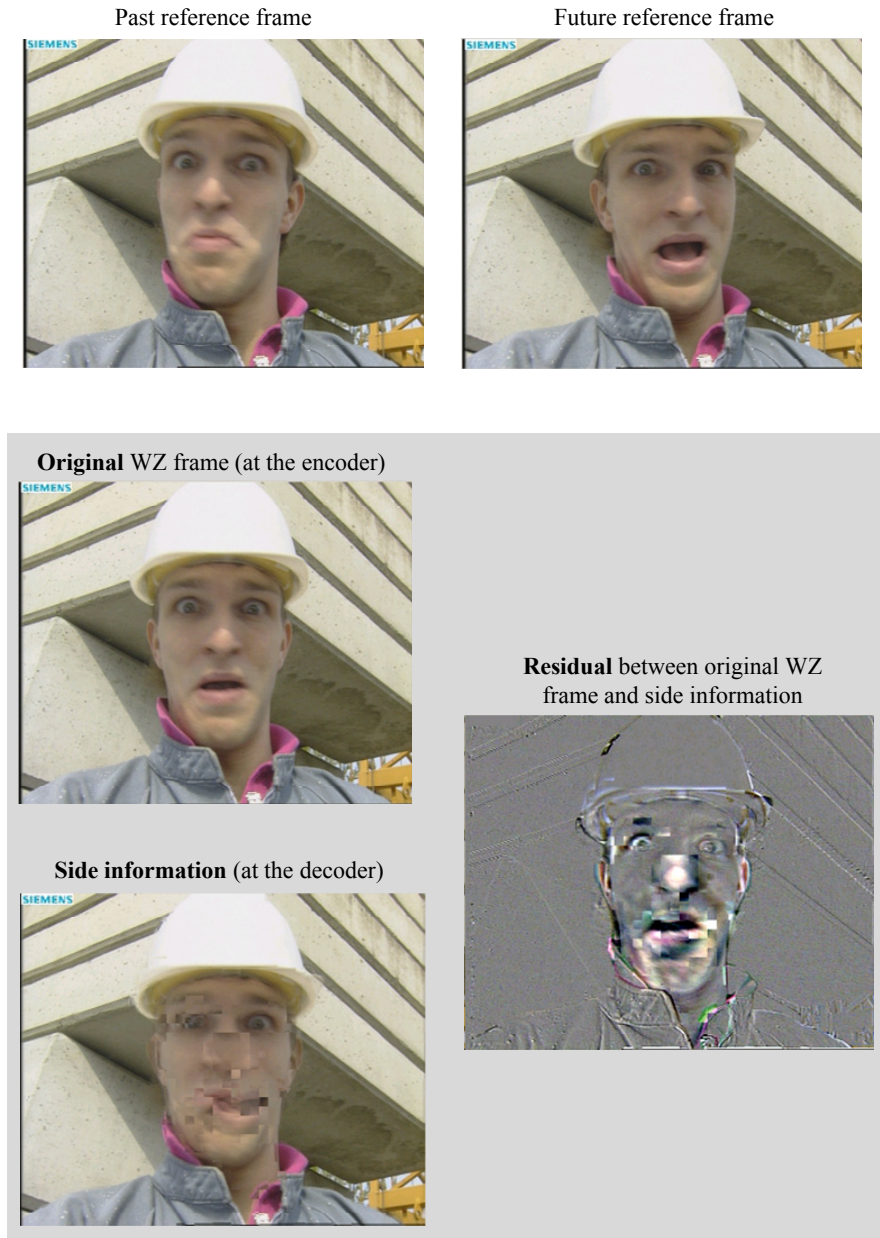 Past reference frame
SIEMENS
Future reference frame
SIEMENS
Original WZ frame (at the encoder)
SIEMENS
Residual between original WZ
frame and side information
Side information (at the decoder)
SIEMENS